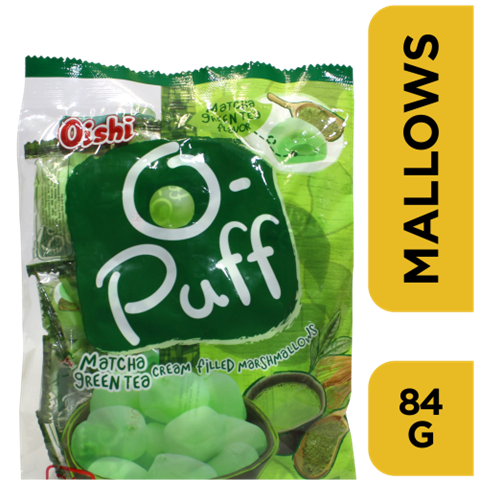 Oishi
MATCHA
GREEN TEA
FLAVOR
O-
Puff
MATCHA
GREEN TEA
CREAM FILLED MARSHMALLOWS
MALLOWS
84
G